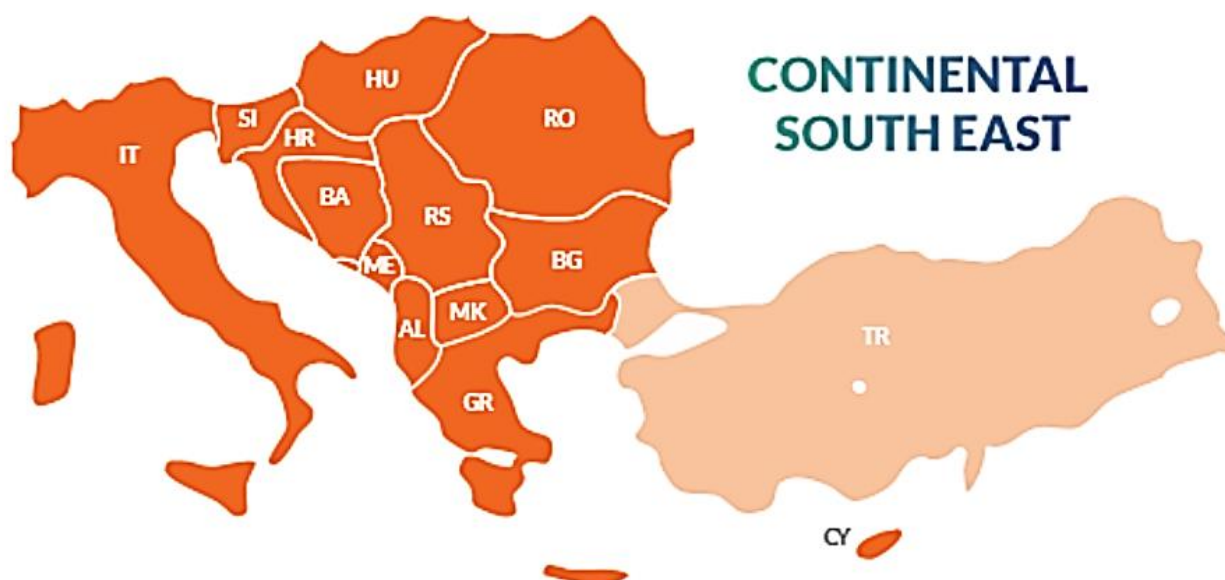 CONTINENTAL
SOUTH EAST
HU
SI
RO
HR
IT
BA
RS
BG
ME
MK
AL
TR
GR
CY